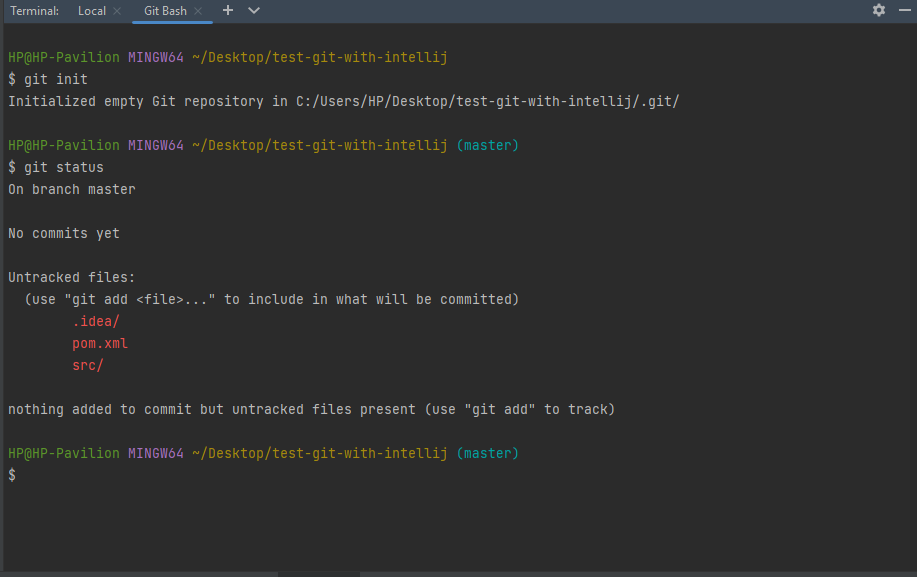 Terminal: Local × Git Bash × +
HP@HP-Pavilion MINGW64 ~/Desktop/test-git-with-intellij
$ git init
Initialized empty Git repository in C:/Users/HP/Desktop/test-git-with-intellij/.git/
HP@HP-Pavilion MINGW64 ~/Desktop/test-git-with-intellij (master)
$ git status
On branch master
No commits yet
Untracked files:
(use "git add <file>..." to include in what will be committed)
.idea/
pom.xml
src/
nothing added to commit but untracked files present (use "git add" to track)
HP@HP-Pavilion MINGW64 ~/Desktop/test-git-with-intellij (master)
$